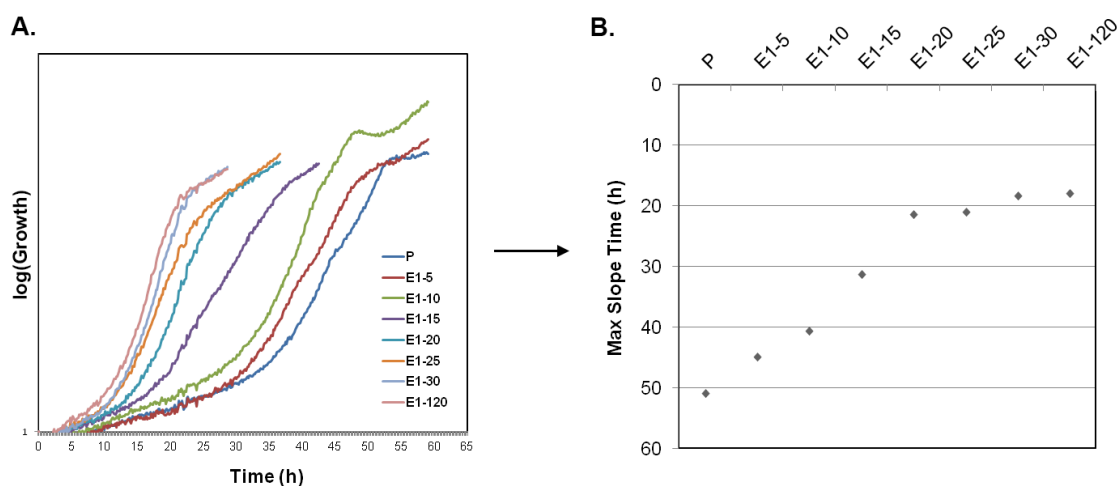 A.
log(Growth)
1
0 5 10 15 20 25 30 35 40 45 50 55 60 65
Time (h)
P
E1-5
E1-10
E1-15
E1-20
E1-25
E1-30
E1-120
B.
P E1-5 E1-10 E1-15 E1-20 E1-25 E1-30 E1-120
Max Slope Time (h)
0
10
20
30
40
50
60